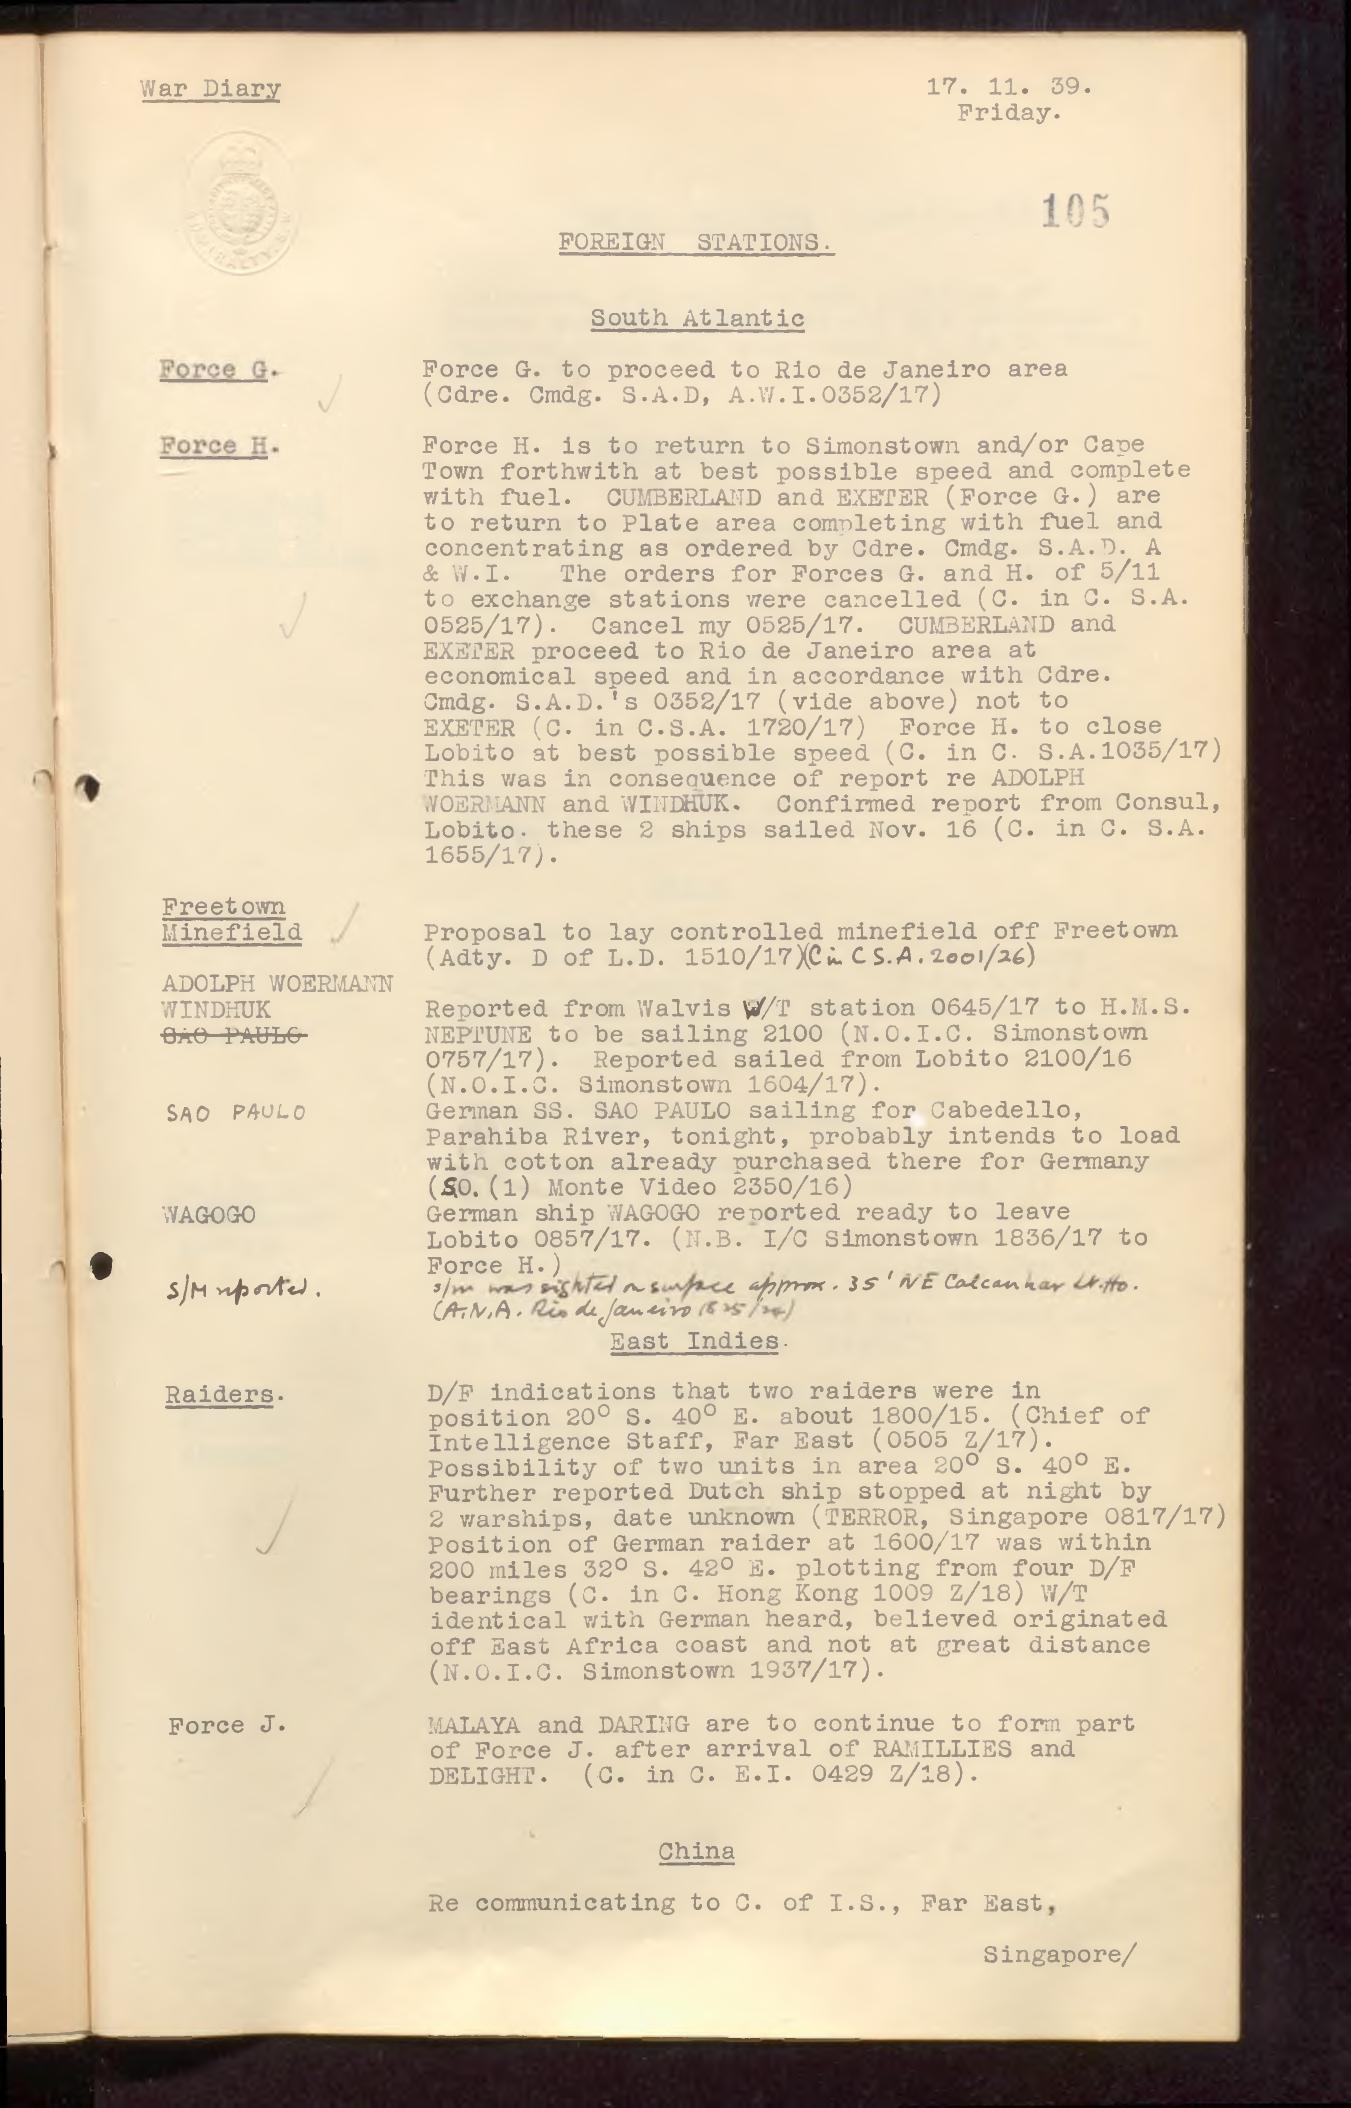 War Diary
17. 11. 39.
Friday.
105
FOREIGN STATIONS.
South Atlantic
Force G.
Force G. to proceed to Rio de Janeiro area
(Cdre. Cmdg. S.A.D, A.W.I.0352/17)
Force H.
Force H. is to return to Simonstown and/or Cape
Town forthwith at best possible speed and complete
with fuel. CUMBERLAND and EXETER (Force G.) are
to return to Plate area completing with fuel and
concentrating as ordered by Cdre. Cmdg. S.A.D. A
& W.I. The orders for Forces G. and H. of 5/11
to exchange stations were cancelled (C. in C. S.A.
0525/17). Cancel my 0525/17. CUMBERLAND and
EXETER proceed to Rio de Janeiro area at
economical speed and in accordance with Cdre.
Cmdg. S.A.D.'s 0352/17 (vide above) not to
EXETER (C. in C.S.A. 1720/17) Force H. to close
Lobito at best possible speed (C. in C. S.A.1035/17)
This was in consequence of report re ADOLPH
WOERMANN and WINDHUK. Confirmed report from Consul,
Lobito. these 2 ships sailed Nov. 16 (C. in C. S.A.
1655/17).
Freetown
Minefield
Proposal to lay controlled minefield off Freetown
(Adty. D of L.D. 1510/17)(C in C S.A. 2001/26)
ADOLPH WOERMANN
WINDHUK
SAO PAULO
Reported from Walvis W/T station 0645/17 to H.M.S.
NEPTUNE to be sailing 2100 (N.O.I.C. Simonstown
0757/17). Reported sailed from Lobito 2100/16
(N.O.I.C. Simonstown 1604/17).
SAO PAULO
German SS. SAO PAULO sailing for Cabedello,
Parahiba River, tonight, probably intends to load
with cotton already purchased there for Germany
(SO. (1) Monte Video 2350/16)
WAGOGO
German ship WAGOGO reported ready to leave
Lobito 0857/17. (N.B. I/C Simonstown 1836/17 to
Force H.)
S/M reported.
s/m was sighted on surface approx. 35' NE Calcanhar Lt. Ho.
(A.N.A. Rio de Janeiro
East Indies.
Raiders.
D/F indications that two raiders were in
position 20° S. 40° E. about 1800/15. (Chief of
Intelligence Staff, Far East (0505 Z/17).
Possibility of two units in area 20° S. 40° E.
Further reported Dutch ship stopped at night by
2 warships, date unknown (TERROR, Singapore 0817/17)
Position of German raider at 1600/17 was within
200 miles 32° S. 42° E. plotting from four D/F
bearings (C. in C. Hong Kong 1009 Z/18) W/T
identical with German heard, believed originated
off East Africa coast and not at great distance
(N.O.I.C. Simonstown 1937/17).
Force J.
MALAYA and DARING are to continue to form part
of Force J. after arrival of RAMILLIES and
DELIGHT. (C. in C. E.I. 0429 Z/18).
China
Re communicating to C. of I.S., Far East,
Singapore/